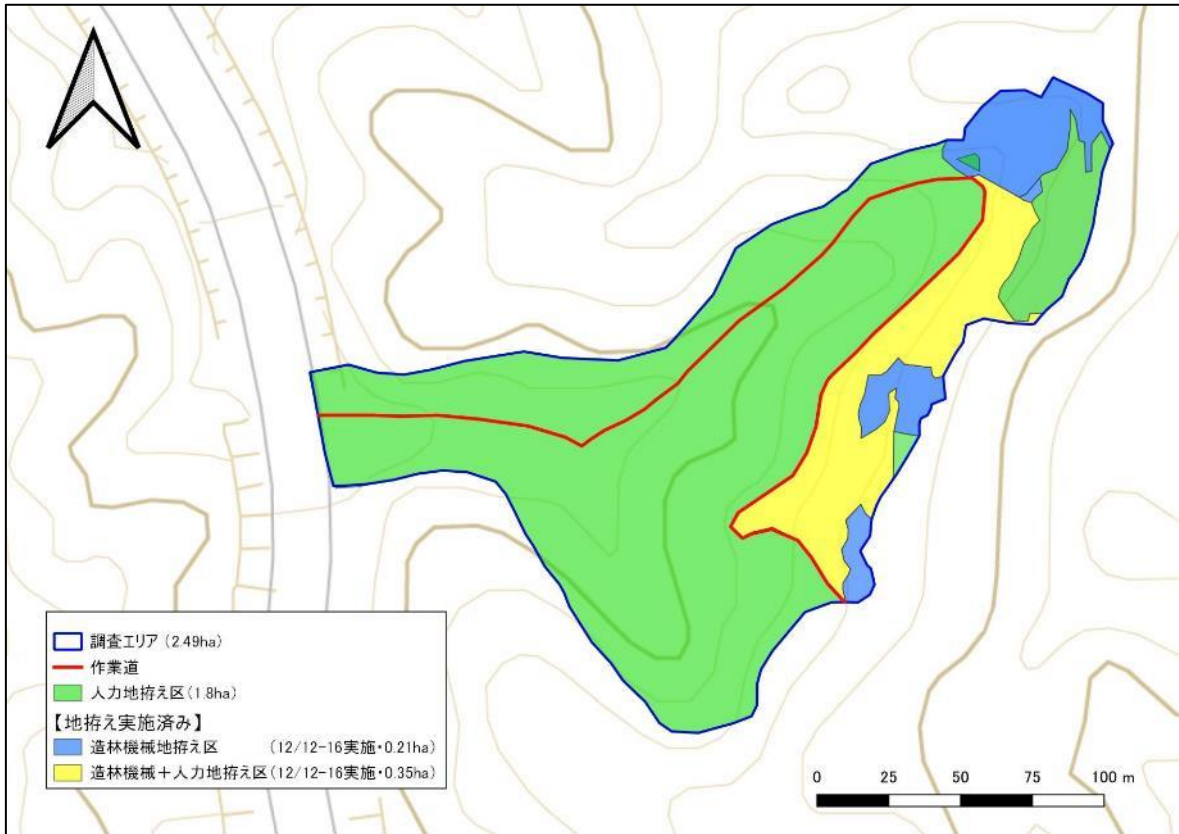 調査エリア (2.49ha)
作業道
人力地拵え区(1.8ha)
【地拵え実施済み】
造林機械地拵え区 (12/12-16実施・0.21ha)
造林機械＋人力地拵え区(12/12-16実施・0.35ha)
0 25 50 75 100 m